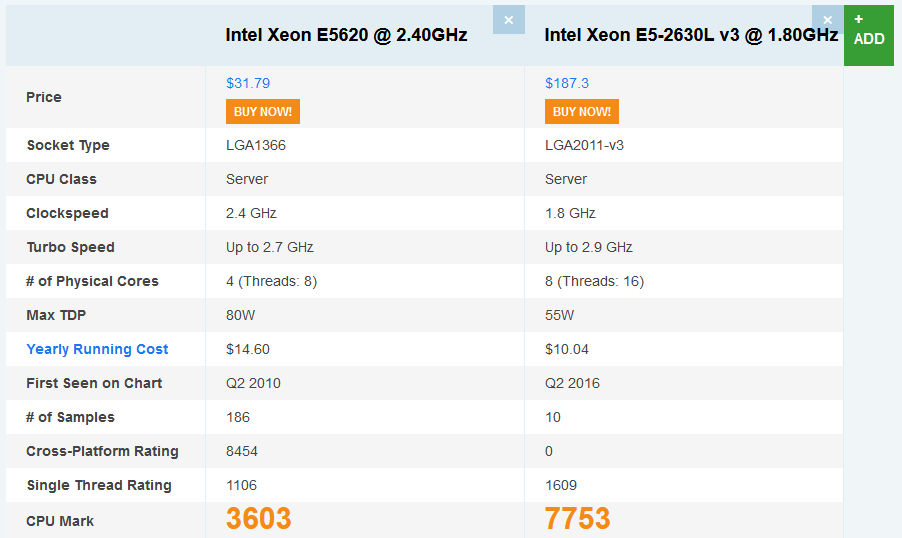 Intel Xeon E5620 @ 2.40GHz × Intel Xeon E5-2630L v3 @ 1.80GHz × + ADD
Price $31.79 $187.3
BUY NOW! BUY NOW!
Socket Type LGA1366 LGA2011-v3
CPU Class Server Server
Clockspeed 2.4 GHz 1.8 GHz
Turbo Speed Up to 2.7 GHz Up to 2.9 GHz
# of Physical Cores 4 (Threads: 8) 8 (Threads: 16)
Max TDP 80W 55W
Yearly Running Cost $14.60 $10.04
First Seen on Chart Q2 2010 Q2 2016
# of Samples 186 10
Cross-Platform Rating 8454 0
Single Thread Rating 1106 1609
CPU Mark 3603 7753